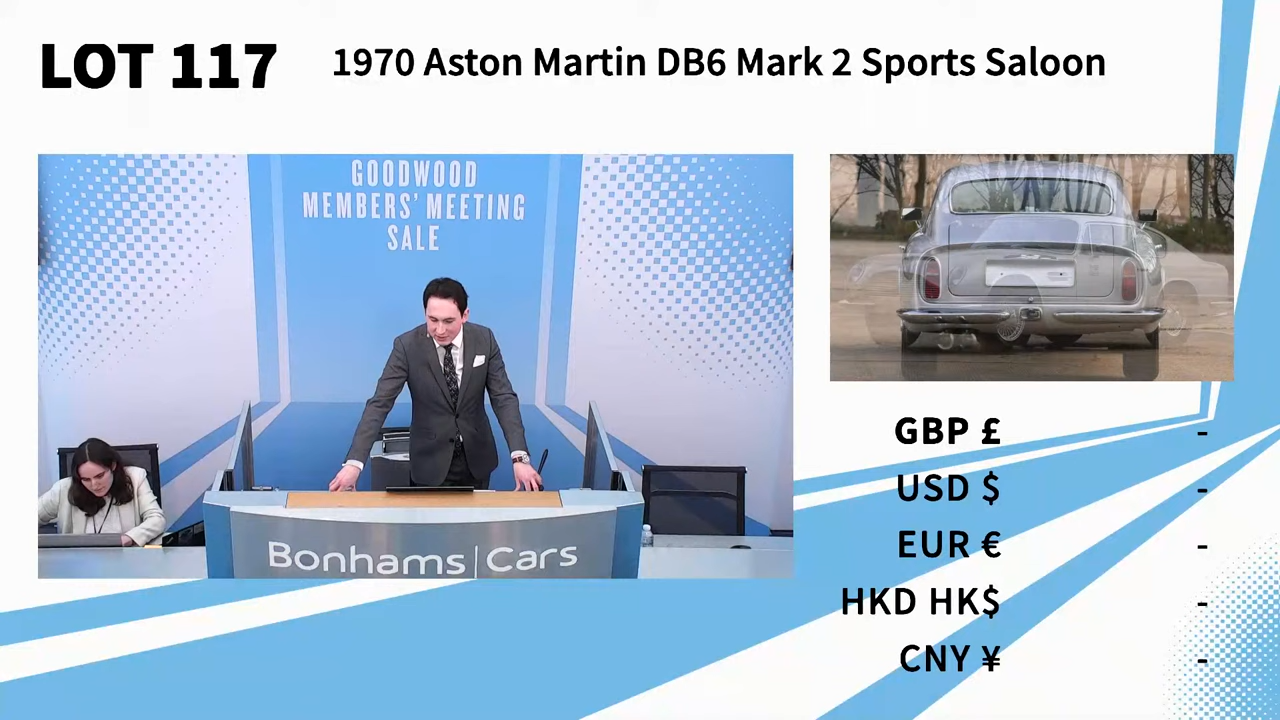 LOT 117
1970 Aston Martin DB6 Mark 2 Sports Saloon
GOODWOOD
MEMBERS' MEETING
SALE
Bonhams|Cars
GBP £ -
USD $ -
EUR € -
HKD HK$ -
CNY ¥ -